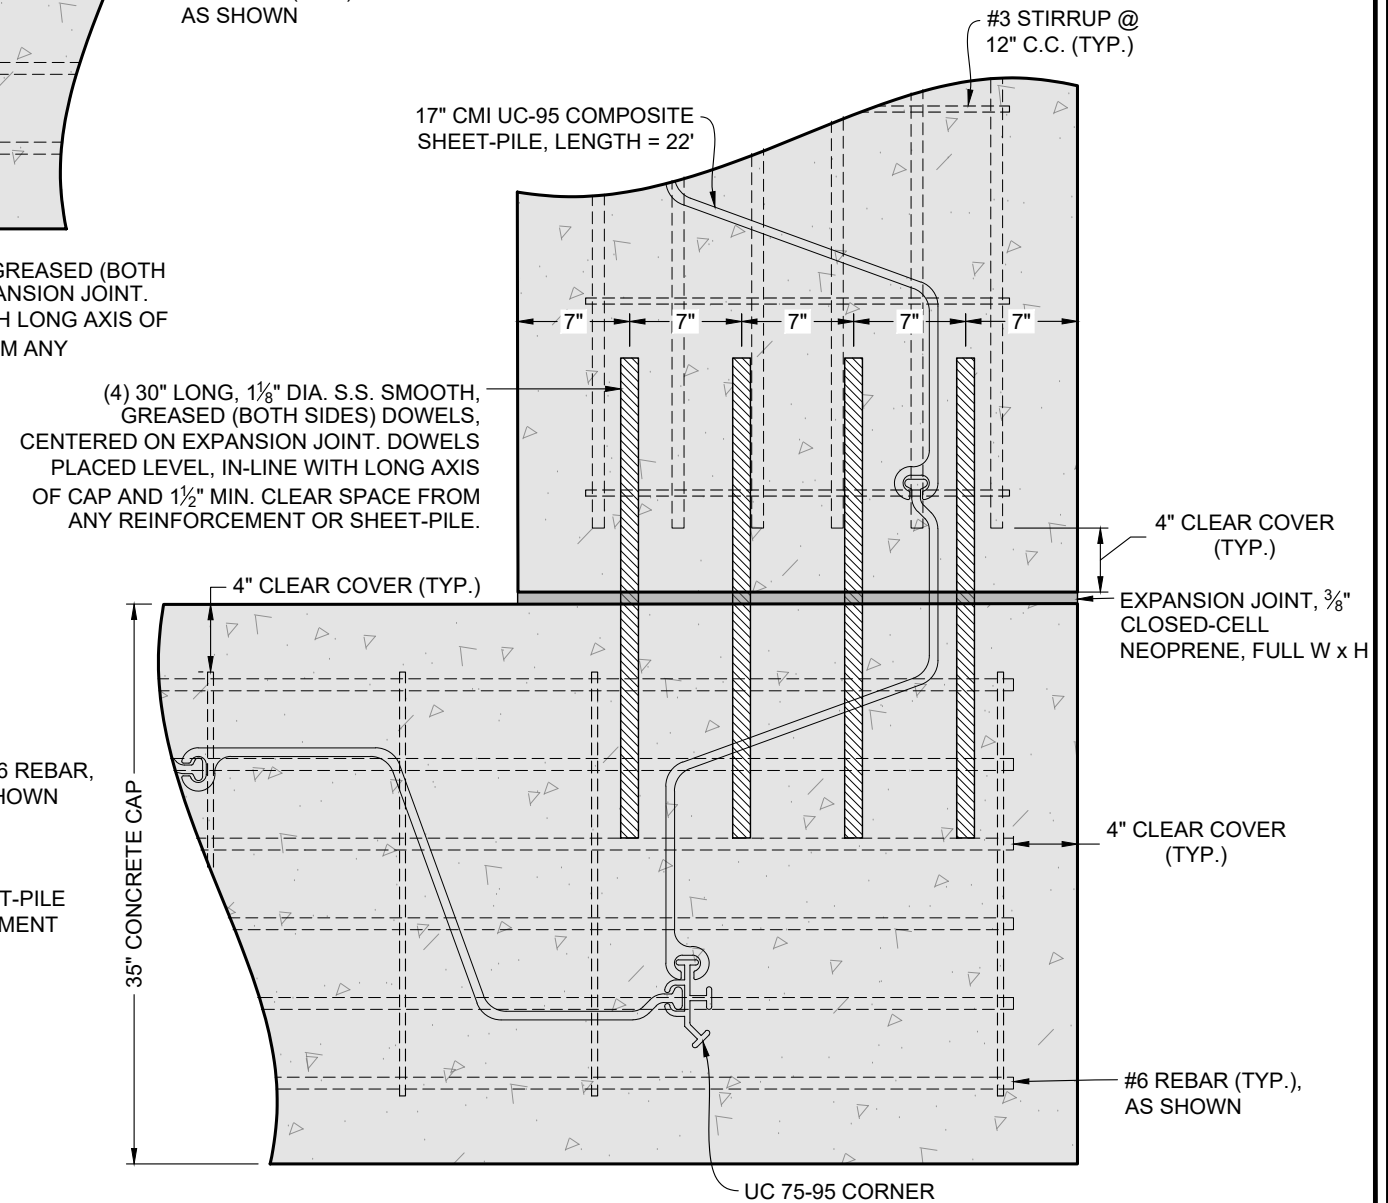 AS SHOWN
#3 STIRRUP @
12" C.C. (TYP.)
17" CMI UC-95 COMPOSITE
SHEET-PILE, LENGTH = 22'
GREASED (BOTH
ANSION JOINT.
H LONG AXIS OF
M ANY
7" 7" 7" 7" 7"
(4) 30" LONG, 1⅛" DIA. S.S. SMOOTH,
GREASED (BOTH SIDES) DOWELS,
CENTERED ON EXPANSION JOINT. DOWELS
PLACED LEVEL, IN-LINE WITH LONG AXIS
OF CAP AND 1½" MIN. CLEAR SPACE FROM
ANY REINFORCEMENT OR SHEET-PILE.
4" CLEAR COVER
(TYP.)
4" CLEAR COVER (TYP.)
EXPANSION JOINT, ⅜"
CLOSED-CELL
NEOPRENE, FULL W x H
6 REBAR,
HOWN
35" CONCRETE CAP
4" CLEAR COVER
(TYP.)
T-PILE
MENT
#6 REBAR (TYP.),
AS SHOWN
UC 75-95 CORNER